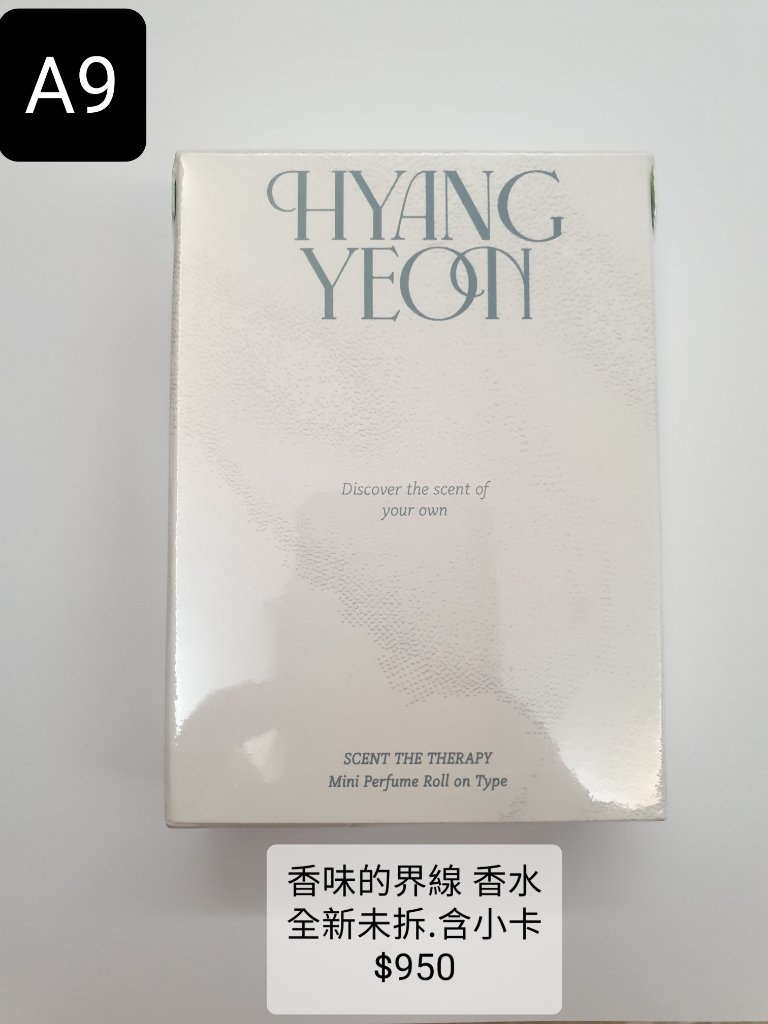 A9
HYANG
YEON
Discover the scent of
your own
SCENT THE THERAPY
Mini Perfume Roll on Type
香味的界線 香水
全新未拆.含小卡
$950